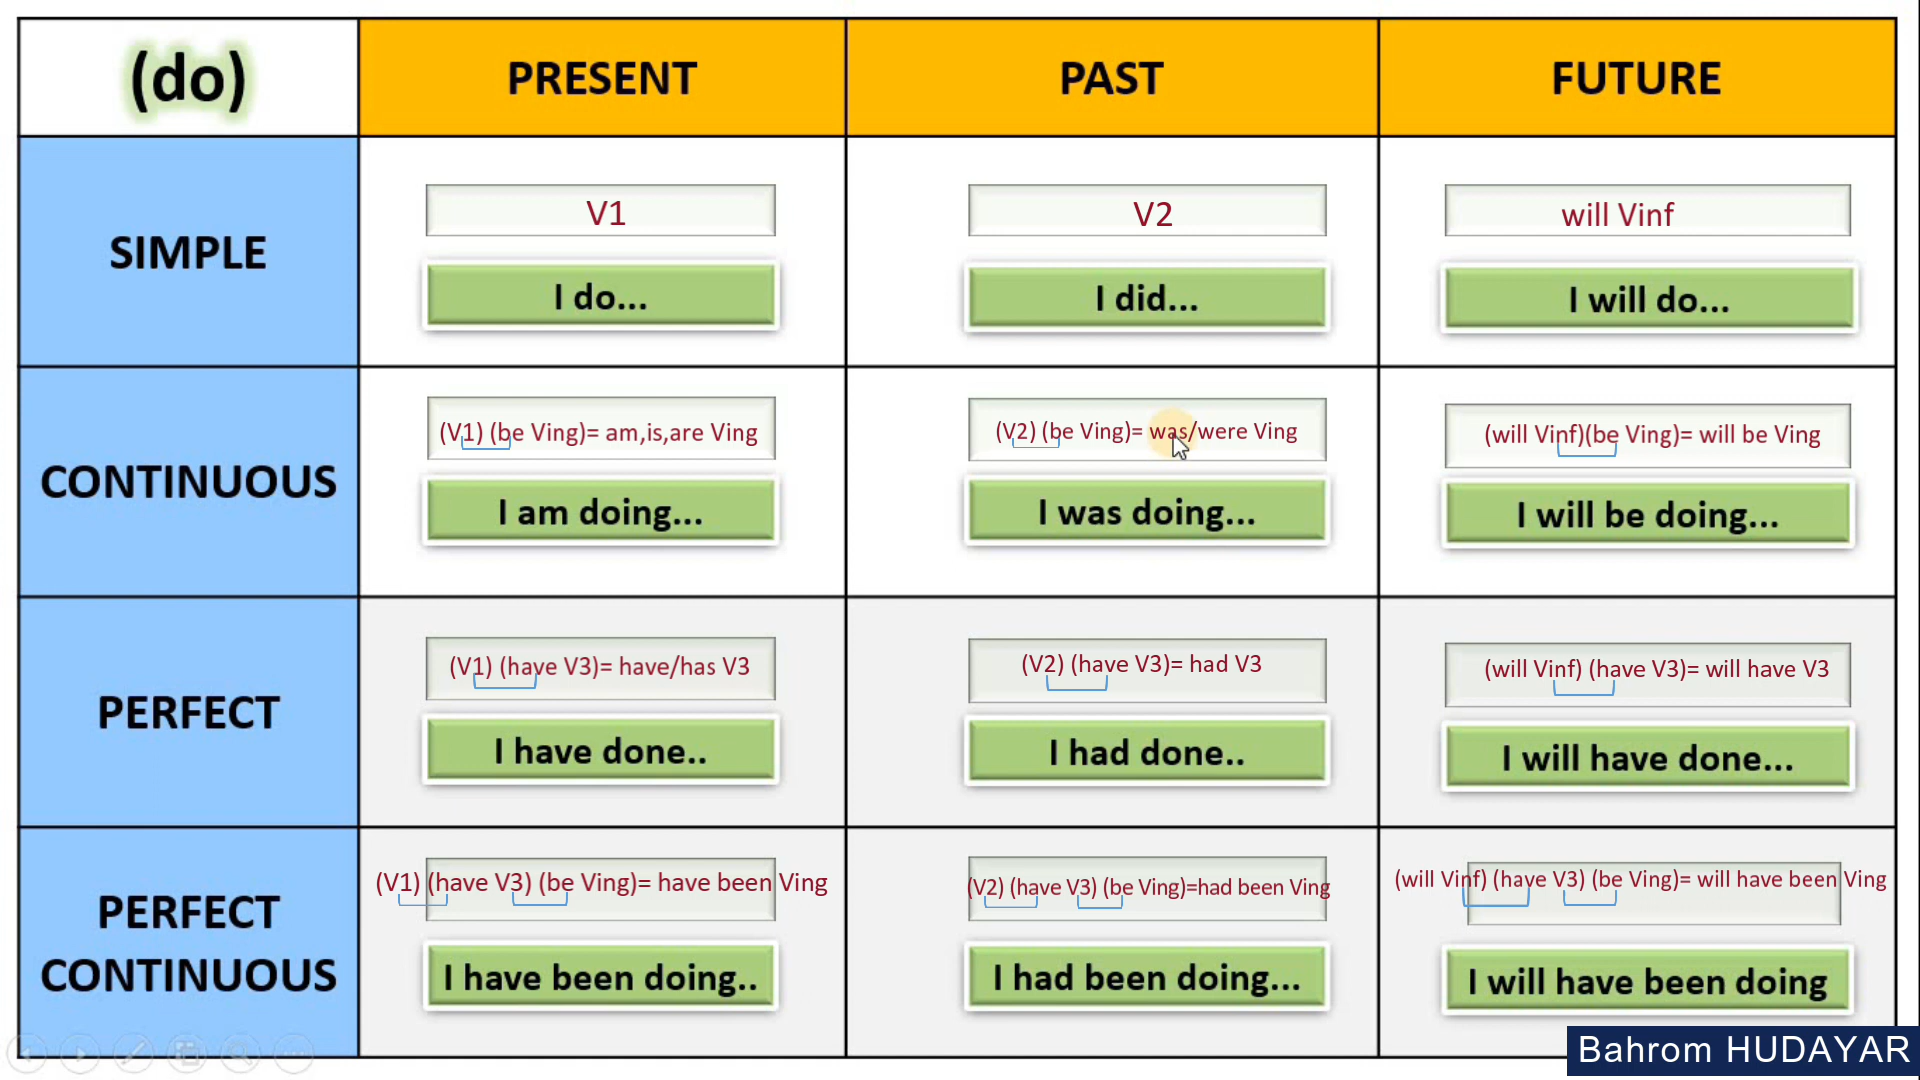 (do)
PRESENT
PAST
FUTURE
SIMPLE
V1
V2
will Vinf
I do...
I did...
I will do...
CONTINUOUS
(V1) (be Ving)= am,is,are Ving
(V2) (be Ving)= was/were Ving
(will Vinf)(be Ving)= will be Ving
I am doing...
I was doing...
I will be doing...
PERFECT
(V1) (have V3)= have/has V3
(V2) (have V3)= had V3
(will Vinf) (have V3)= will have V3
I have done..
I had done..
I will have done...
PERFECT
CONTINUOUS
(V1) (have V3) (be Ving)= have been Ving
(V2) (have V3) (be Ving)=had been Ving
(will Vinf) (have V3) (be Ving)= will have been Ving
I have been doing..
I had been doing...
I will have been doing
Bahrom HUDAYAR